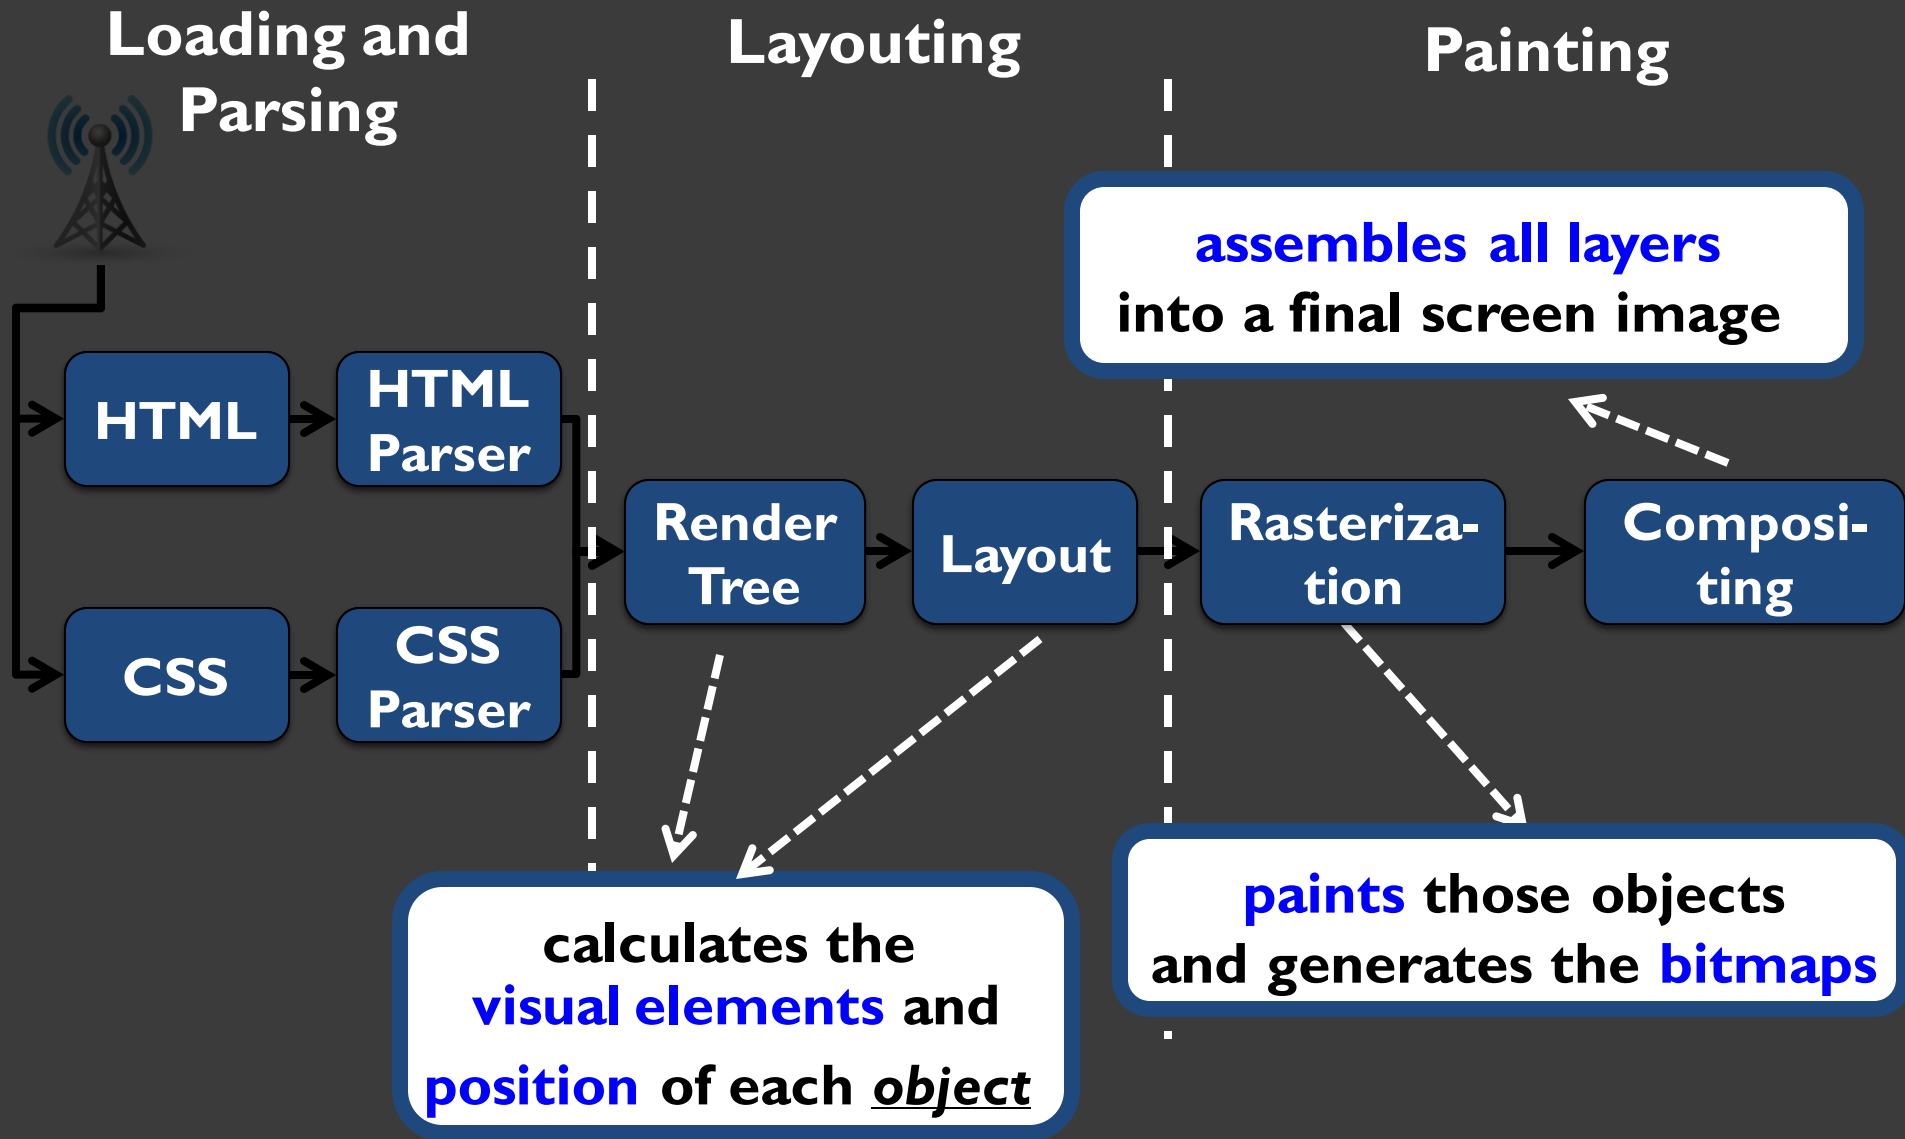 Loading and
Parsing
Layouting
Painting
assembles all layers
into a final screen image
HTML
HTML
Parser
CSS
CSS
Parser
Render
Tree
Layout
Rasteriza-
tion
Composi-
ting
calculates the
visual elements and
position of each object
paints those objects
and generates the bitmaps